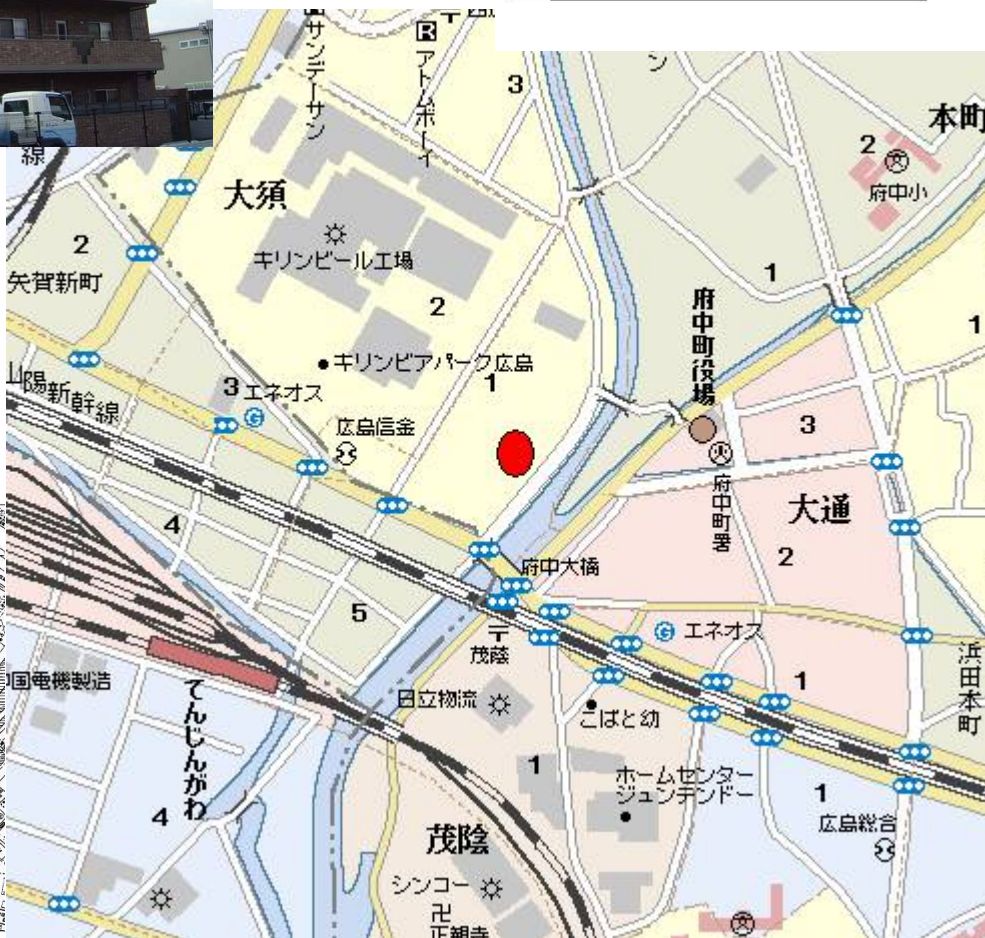 サンデーサン
R
アトムボーイ
3
線
大須
本町
2
府中小
2
矢賀新町
キリンビール工場
2
1
府中町役場
1
キリンビアパーク広島
1
山陽新幹線
3
エネオス
広島信金
3
府中町署
大通
4
2
府中大橋
5
エネオス
茂蔭
浜田本町
国電機製造
てんじんがわ
日立物流
こばと幼
1
1
ホームセンター
ジュンテンドー
1
4
広島総合
茂陰
シンコー
卍
正観寺